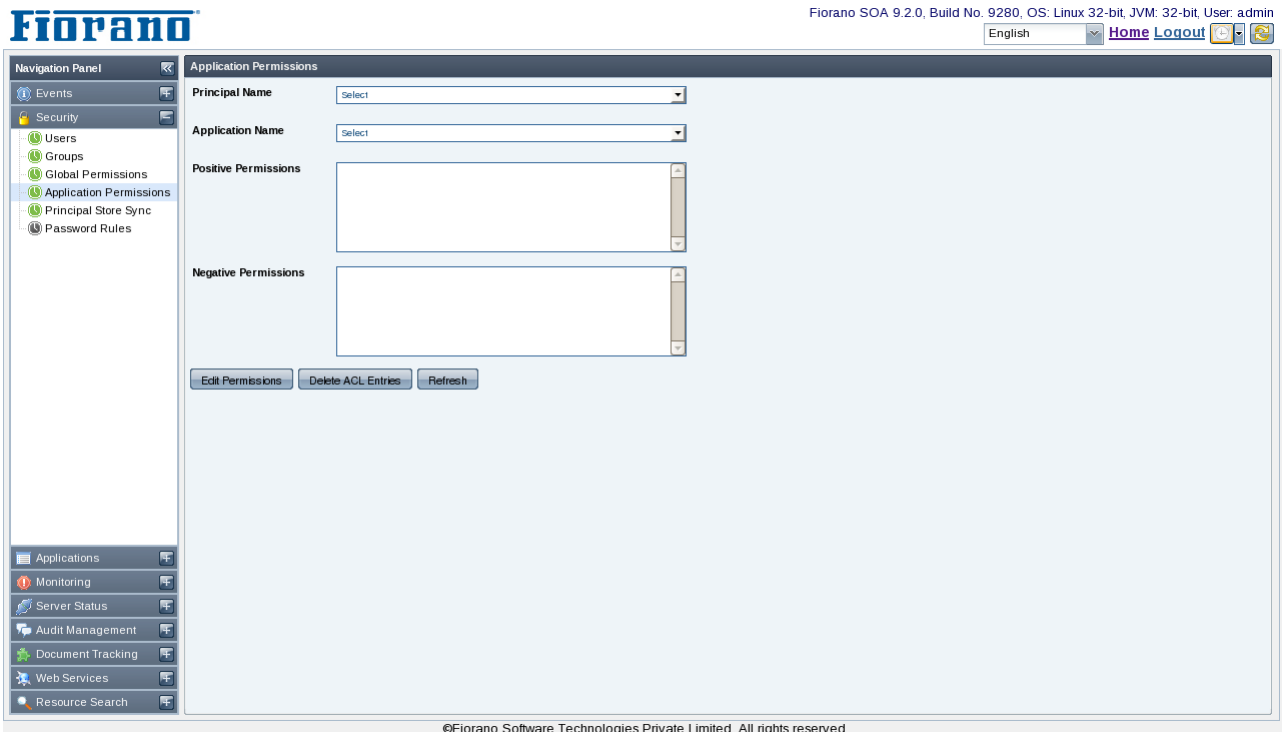 Fiorano
Fiorano SOA 9.2.0, Build No. 9280, OS: Linux 32-bit, JVM: 32-bit, User: admin
English Home Logout
Navigation Panel
Events
Security
Users
Groups
Global Permissions
Application Permissions
Principal Store Sync
Password Rules
Applications
Monitoring
Server Status
Audit Management
Document Tracking
Web Services
Resource Search
Application Permissions
Principal Name Select
Application Name Select
Positive Permissions
Negative Permissions
Edit Permissions Delete ACL Entries Refresh
©Fiorano Software Technologies Private Limited. All rights reserved